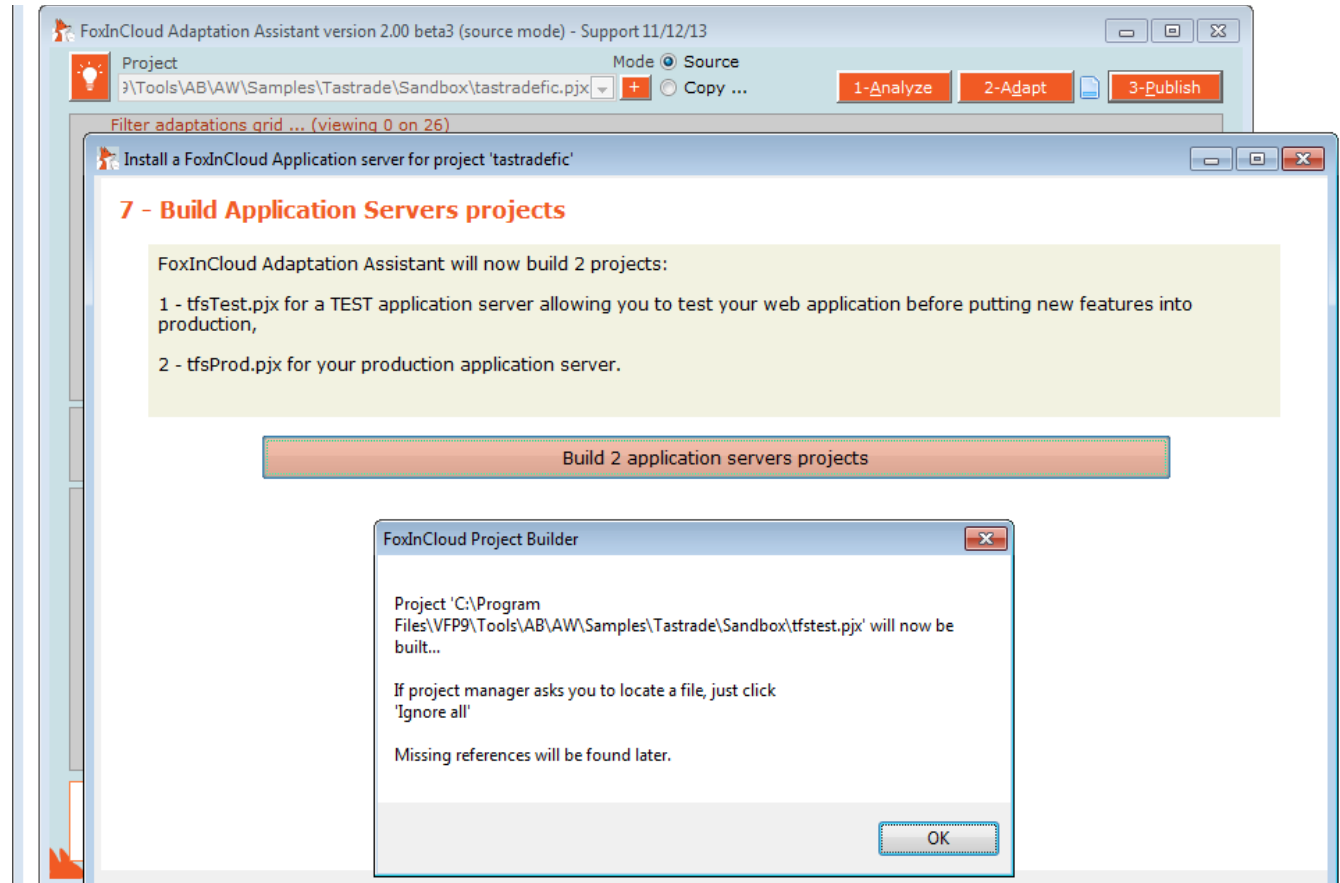 FoxInCloud Adaptation Assistant version 2.00 beta3 (source mode) - Support 11/12/13
Project
Mode Source
9\Tools\AB\AW\Samples\Tastrade\Sandbox\tastradefic.pjx + Copy ...
1-Analyze 2-Adapt 3-Publish
Filter adaptations grid ... (viewing 0 on 26)
Install a FoxInCloud Application server for project 'tastradefic'
7 - Build Application Servers projects
FoxInCloud Adaptation Assistant will now build 2 projects:
1 - tfsTest.pjx for a TEST application server allowing you to test your web application before putting new features into
production,
2 - tfsProd.pjx for your production application server.
Build 2 application servers projects
FoxInCloud Project Builder
Project 'C:\Program
Files\VFP9\Tools\AB\AW\Samples\Tastrade\Sandbox\tfstest.pjx' will now be
built...
If project manager asks you to locate a file, just click
'Ignore all'
Missing references will be found later.
OK